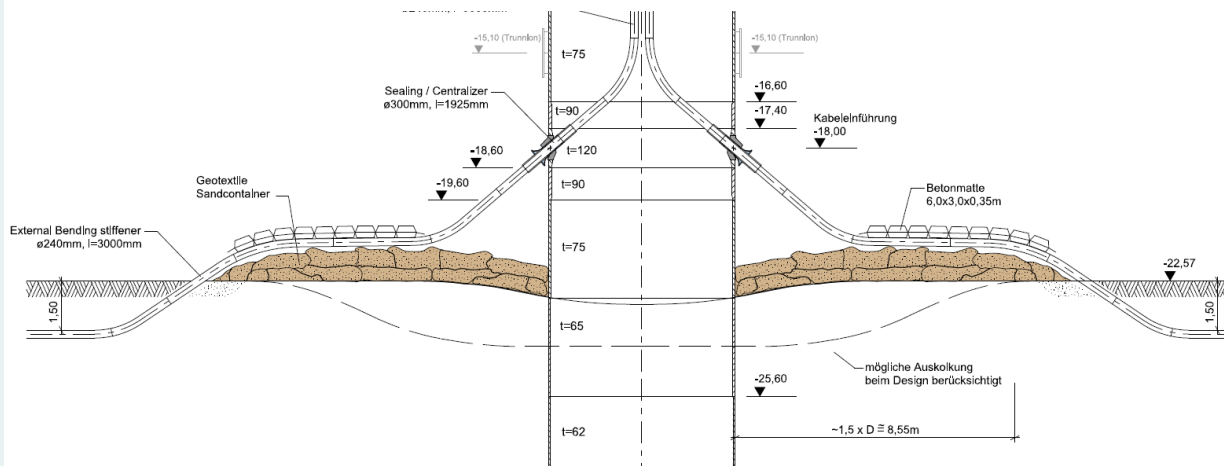 -15,10 (Trunnion)
t=75
-15,10 (Trunnion)
Sealing / Centralizer
ø300mm, l=1925mm
-16,60
t=90
-17,40
Kabeleinführung
-18,00
-18,60
t=120
Geotextile
Sandcontainer
-19,60
t=90
Betonmatte
6,0x3,0x0,35m
External Bending stiffener
ø240mm, l=3000mm
t=75
-22,57
1,50
1,50
t=65
mögliche Auskolkung
beim Design berücksichtigt
-25,60
t=62
~1,5 x D ≅ 8,55m